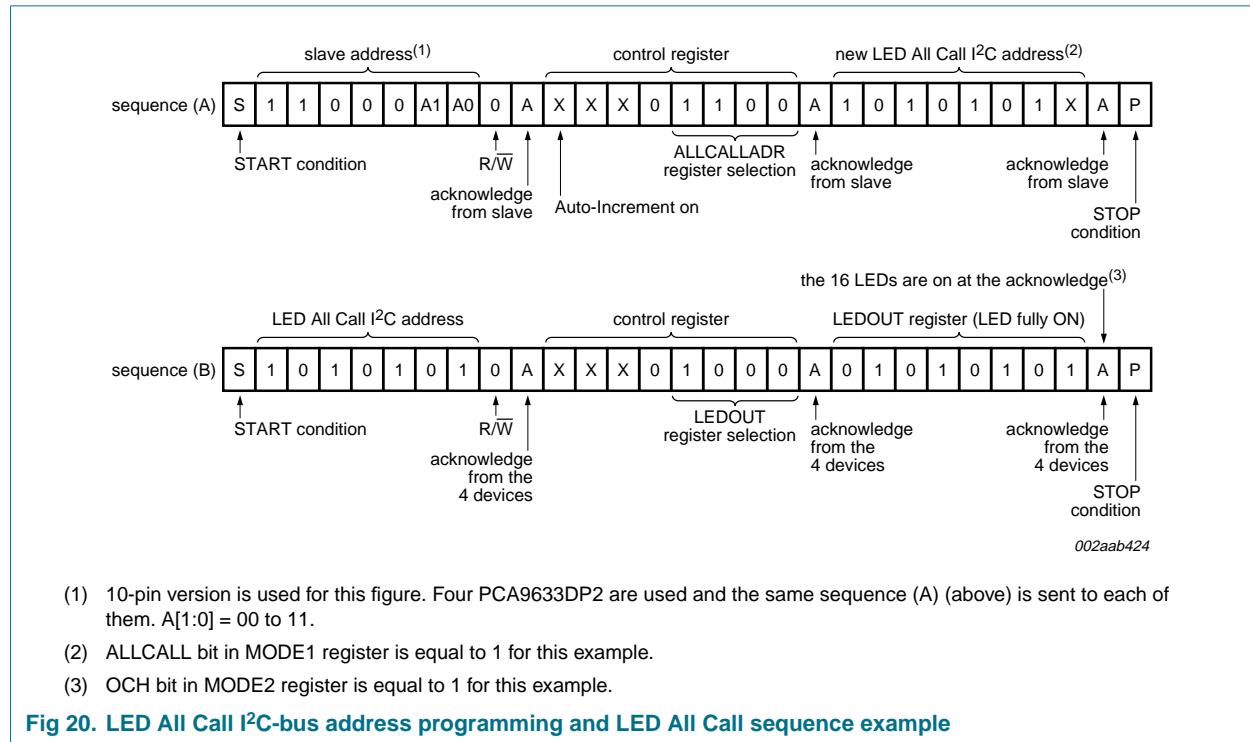 slave address(1) control register new LED All Call I2C address(2)
sequence (A) S 1 1 0 0 0 A1 A0 0 A X X X 0 1 1 0 0 A 1 0 1 0 1 0 1 X A P
START condition R/W ALLCALLADR acknowledge acknowledge
register selection from slave from slave
acknowledge
from slave Auto-Increment on STOP
condition
the 16 LEDs are on at the acknowledge(3)
LED All Call I2C address control register LEDOUT register (LED fully ON)
sequence (B) S 1 0 1 0 1 0 1 0 A X X X 0 1 0 0 0 A 0 1 0 1 0 1 0 1 A P
START condition R/W LEDOUT acknowledge acknowledge
register selection from the from the
acknowledge 4 devices 4 devices
from the
4 devices STOP
condition
002aab424
(1) 10-pin version is used for this figure. Four PCA9633DP2 are used and the same sequence (A) (above) is sent to each of
them. A[1:0] = 00 to 11.
(2) ALLCALL bit in MODE1 register is equal to 1 for this example.
(3) OCH bit in MODE2 register is equal to 1 for this example.
Fig 20. LED All Call I2C-bus address programming and LED All Call sequence example